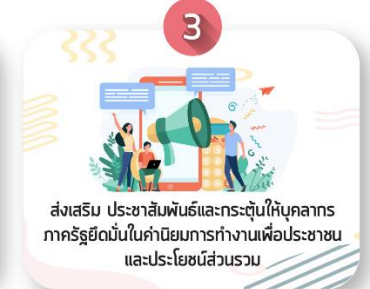 3
ส่งเสริม ประชาสัมพันธ์และกระตุ้นให้บุคลากร
ภาครัฐยึดมั่นในค่านิยมการทำงานเพื่อประชาชน
และประโยชน์ส่วนรวม